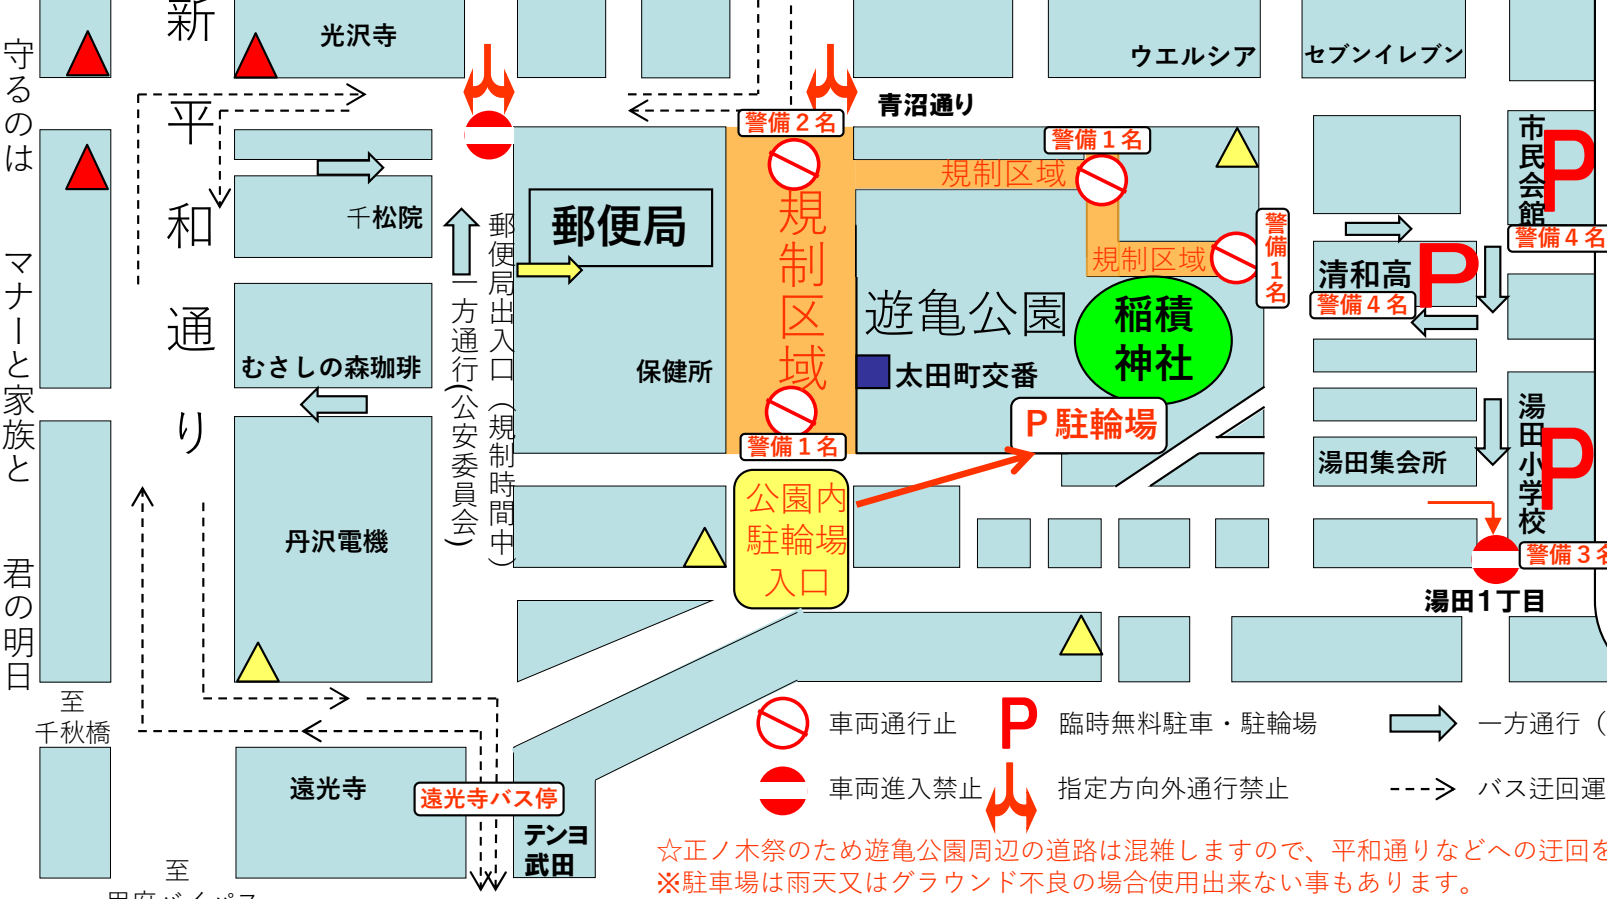 守るのは　マナーと家族と　君の明日
新平和通り
光沢寺
青沼通り
ウエルシア
セブンイレブン
警備２名
警備１名
規制区域
千松院
郵便局
郵便局出入口（規制時間中）
一方通行(公安委員会)
規制区域
規制区域
警備１名
遊亀公園
稲積
神社
太田町交番
保健所
むさしの森珈琲
市民会館
P
警備４名
清和高
P
警備４名
警備１名
P駐輪場
公園内
駐輪場
入口
丹沢電機
湯田集会所
湯田小学校
P
警備３名
湯田1丁目
至
千秋橋
遠光寺
遠光寺バス停
テンヨ
武田
至
車両通行止
P
臨時無料駐車・駐輪場
一方通行（
車両進入禁止
指定方向外通行禁止
バス迂回運
☆正ノ木祭のため遊亀公園周辺の道路は混雑しますので、平和通りなどへの迂回を
※駐車場は雨天又はグラウンド不良の場合使用出来ない事もあります。